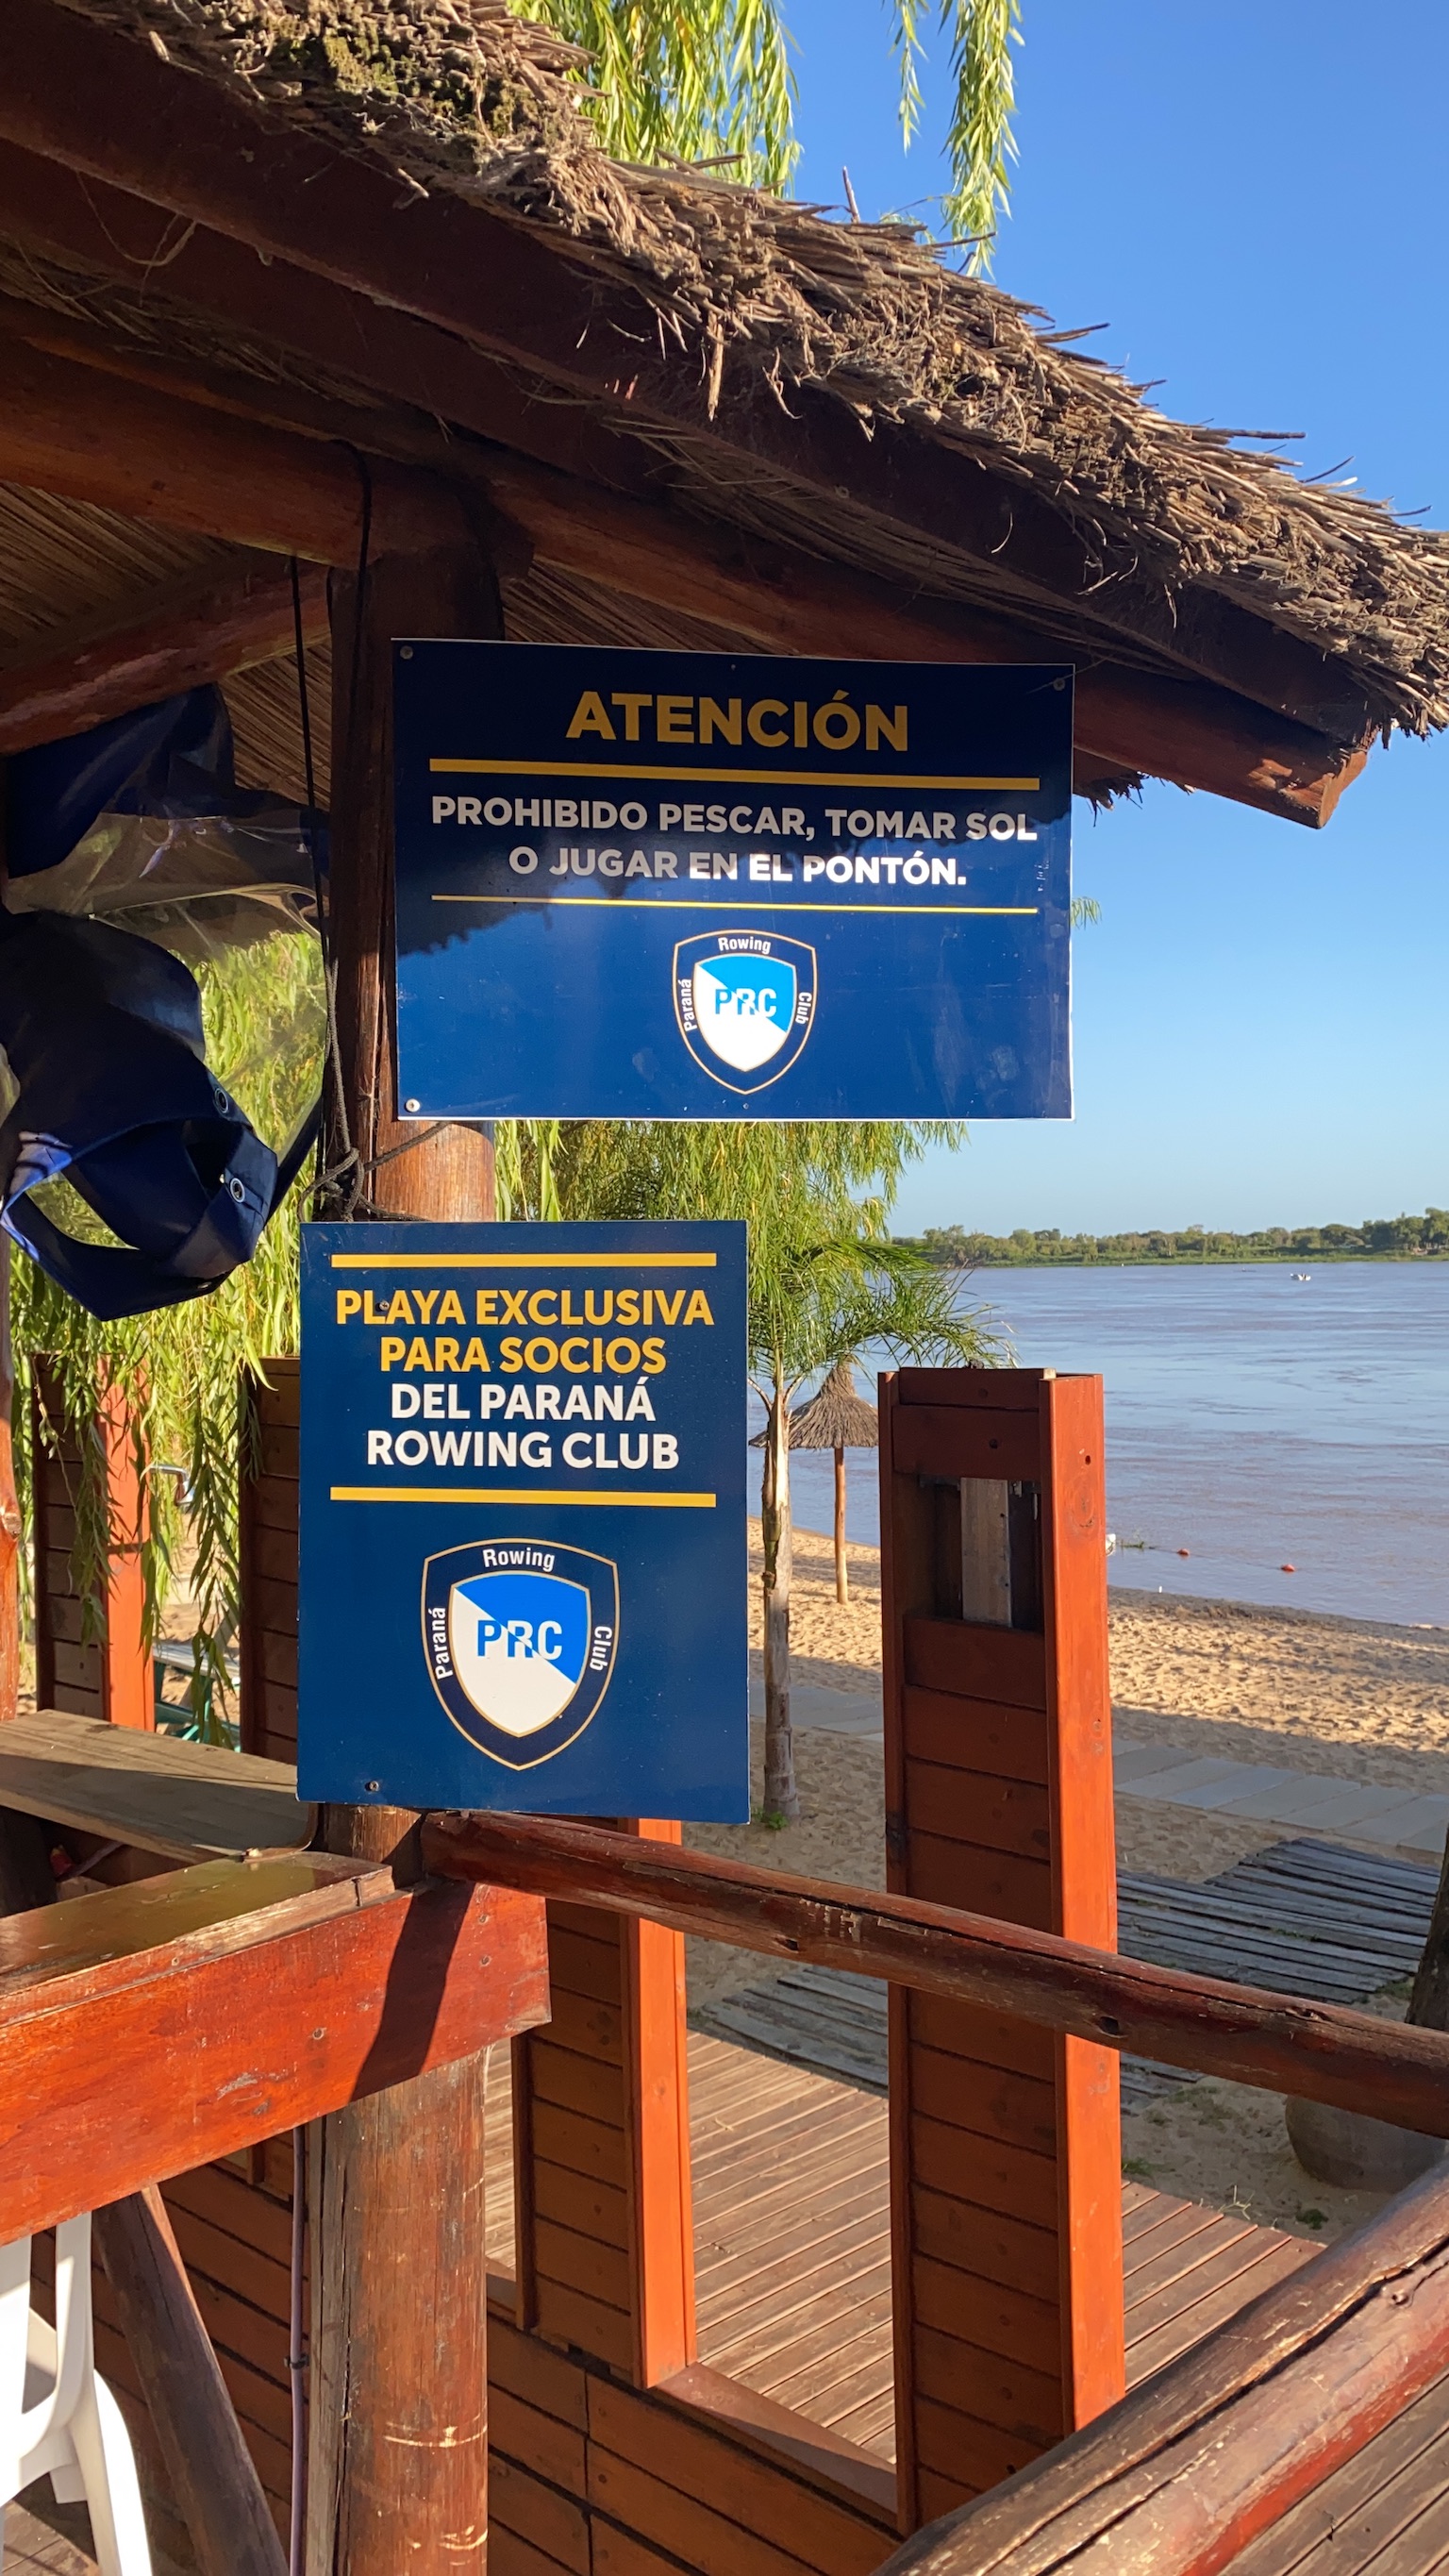 ATENCIÓN
PROHIBIDO PESCAR, TOMAR SOL
O JUGAR EN EL PONTÓN.
Rowing
Paraná
PRC
Club
PLAYA EXCLUSIVA
PARA SOCIOS
DEL PARANÁ
ROWING CLUB
Rowing
Paraná
PRC
Club